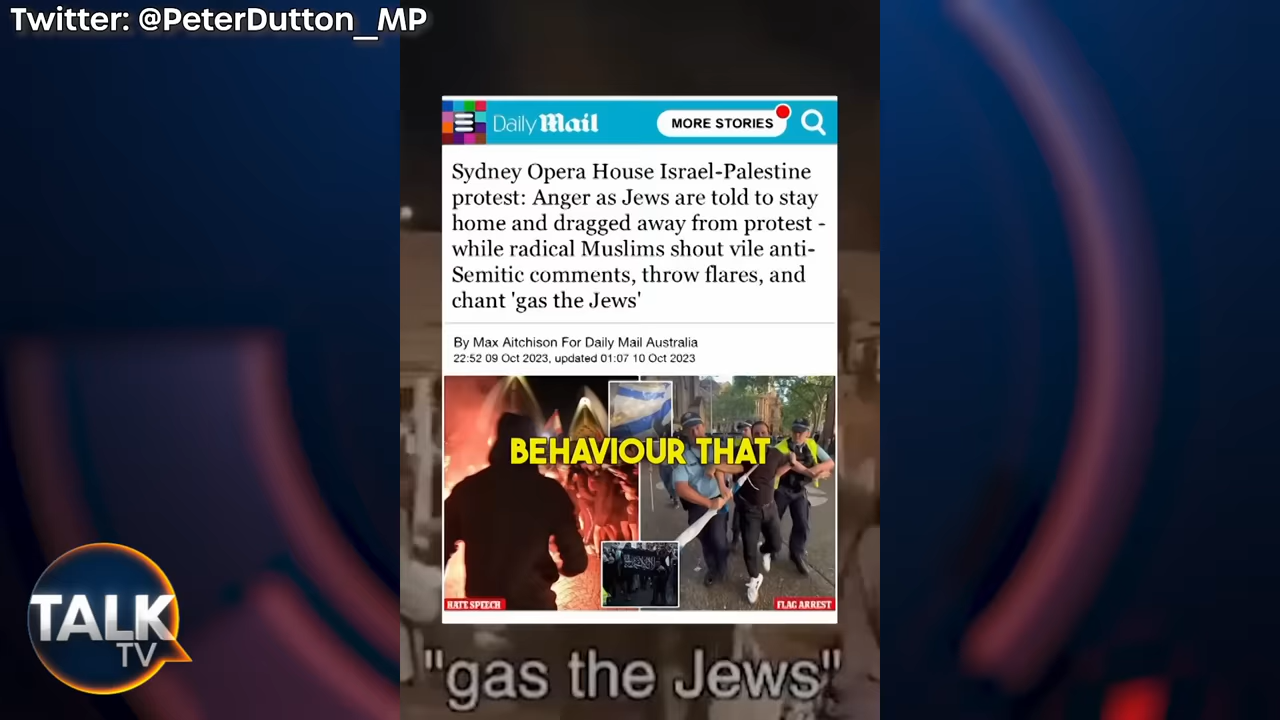 Twitter: @PeterDutton_MP
Daily Mail
MORE STORIES
Sydney Opera House Israel-Palestine
protest: Anger as Jews are told to stay
home and dragged away from protest -
while radical Muslims shout vile anti-
Semitic comments, throw flares, and
chant 'gas the Jews'
By Max Aitchison For Daily Mail Australia
22:52 09 Oct 2023, updated 01:07 10 Oct 2023
BEHAVIOUR THAT
HATE SPEECH
FLAG ARREST
TALK
TV
"gas the Jews"